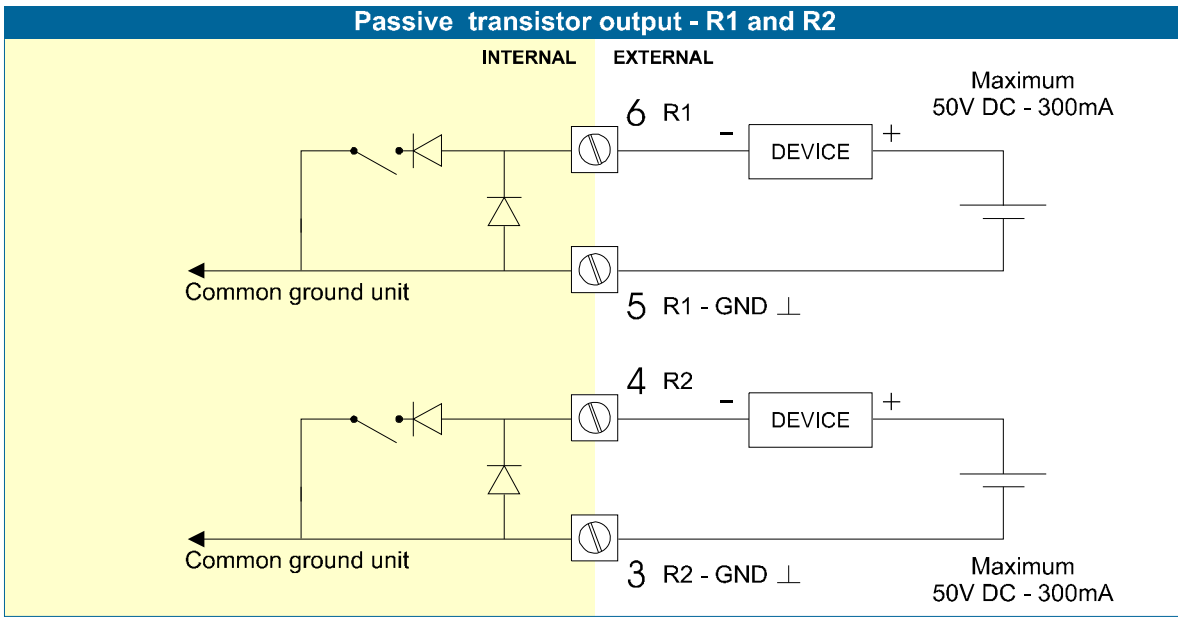 Passive transistor output - R1 and R2
INTERNAL EXTERNAL
Maximum
50V DC - 300mA
6 R1
- DEVICE +
Common ground unit
5 R1 - GND ⊥
4 R2
- DEVICE +
Common ground unit
3 R2 - GND ⊥
Maximum
50V DC - 300mA